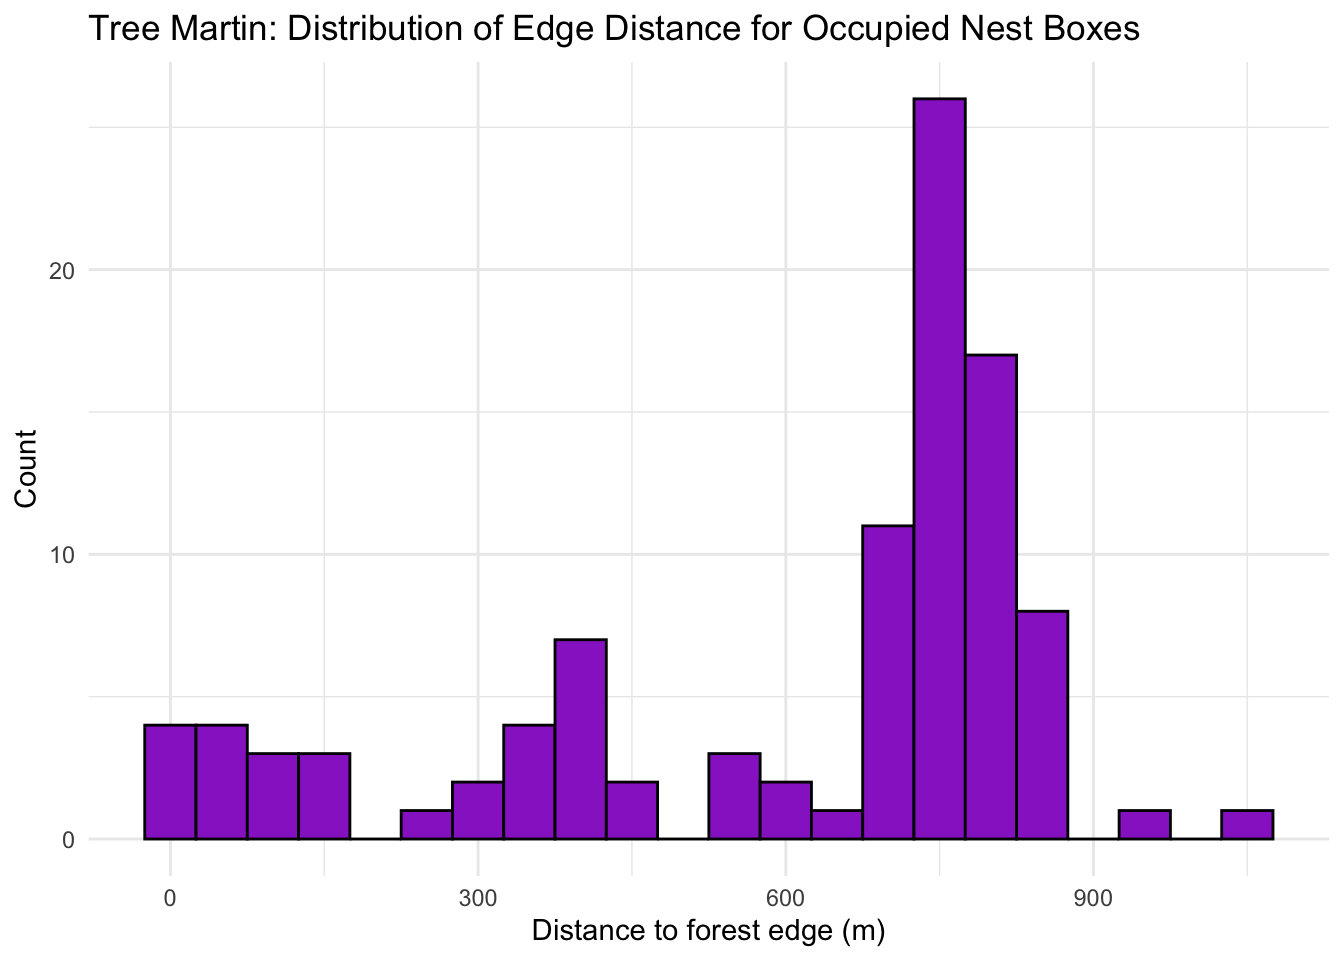 Tree Martin: Distribution of Edge Distance for Occupied Nest Boxes
20
10
0
Count
0 300 600 900
Distance to forest edge (m)